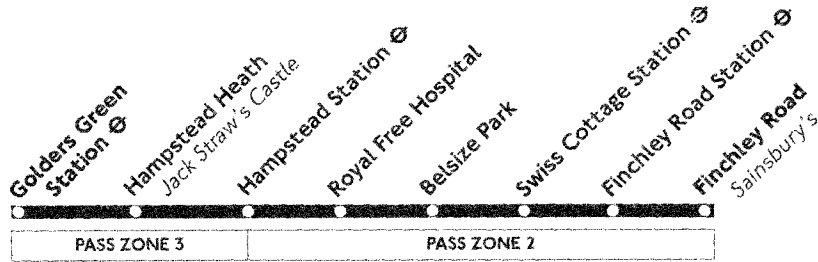 Golders Green
Station
Hampstead Heath
Jack Straw's Castle
Hampstead Station
Royal Free Hospital
Belsize Park
Swiss Cottage Station
Finchley Road Station
Finchley Road
Sainsbury's
PASS ZONE 3
PASS ZONE 2